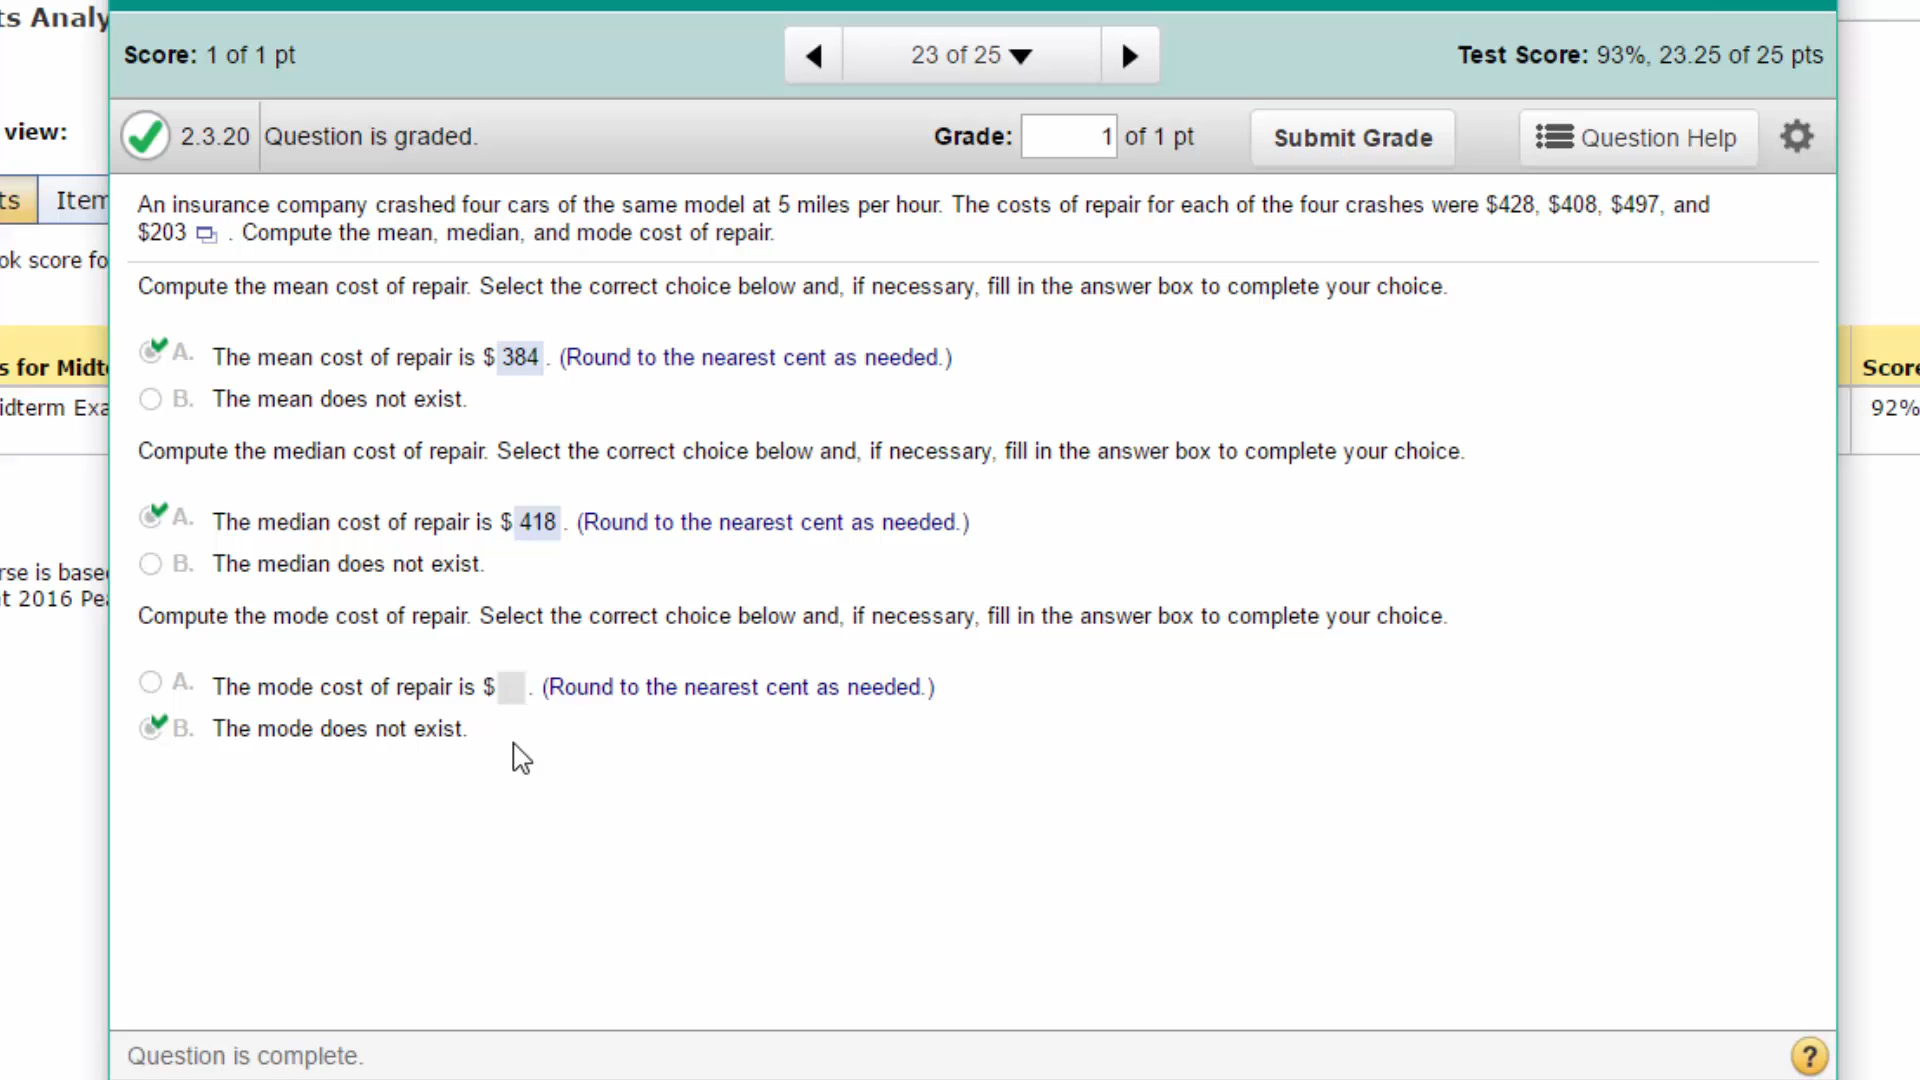 ts Analy
Score: 1 of 1 pt
23 of 25
Test Score: 93%, 23.25 of 25 pts
view:
2.3.20
Question is graded.
Grade: 1 of 1 pt
Submit Grade
Question Help
ts
Item
An insurance company crashed four cars of the same model at 5 miles per hour. The costs of repair for each of the four crashes were $428, $408, $497, and
$203 . Compute the mean, median, and mode cost of repair.
ok score fo
Compute the mean cost of repair. Select the correct choice below and, if necessary, fill in the answer box to complete your choice.
A. The mean cost of repair is $ 384 . (Round to the nearest cent as needed.)
s for Midt
Score
B. The mean does not exist.
idterm Exa
92%
Compute the median cost of repair. Select the correct choice below and, if necessary, fill in the answer box to complete your choice.
A. The median cost of repair is $ 418 . (Round to the nearest cent as needed.)
B. The median does not exist.
rse is base
t 2016 Pea
Compute the mode cost of repair. Select the correct choice below and, if necessary, fill in the answer box to complete your choice.
A. The mode cost of repair is $ . (Round to the nearest cent as needed.)
B. The mode does not exist.
Question is complete.
?